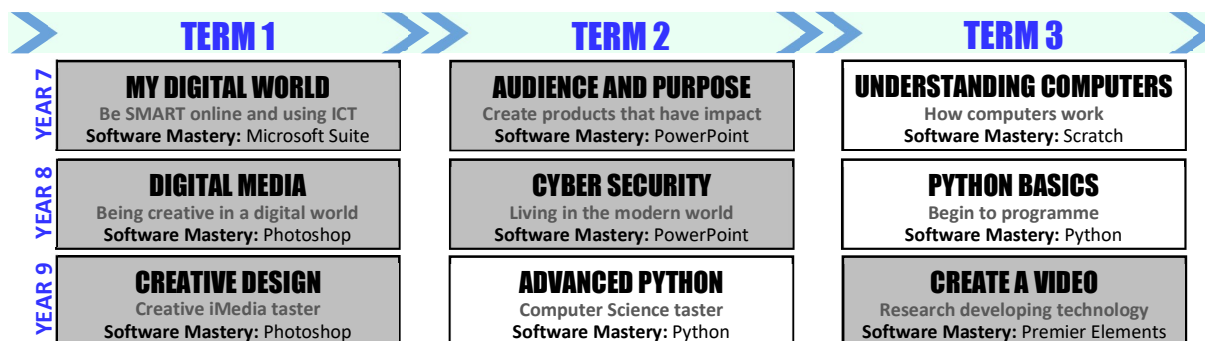 TERM 1 TERM 2 TERM 3
YEAR 7
MY DIGITAL WORLD
Be SMART online and using ICT
Software Mastery: Microsoft Suite
AUDIENCE AND PURPOSE
Create products that have impact
Software Mastery: PowerPoint
UNDERSTANDING COMPUTERS
How computers work
Software Mastery: Scratch
YEAR 8
DIGITAL MEDIA
Being creative in a digital world
Software Mastery: Photoshop
CYBER SECURITY
Living in the modern world
Software Mastery: PowerPoint
PYTHON BASICS
Begin to programme
Software Mastery: Python
YEAR 9
CREATIVE DESIGN
Creative iMedia taster
Software Mastery: Photoshop
ADVANCED PYTHON
Computer Science taster
Software Mastery: Python
CREATE A VIDEO
Research developing technology
Software Mastery: Premier Elements